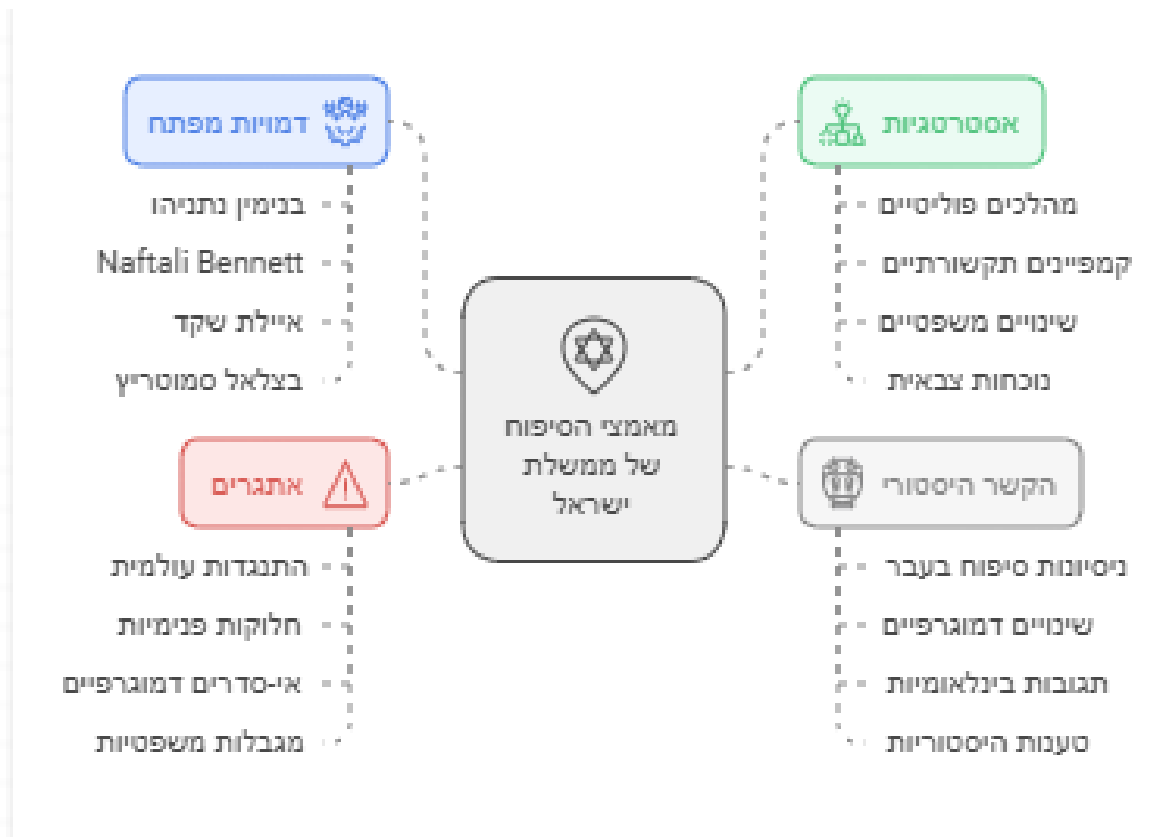 אסטרטגיות
מהלכים פוליטיים
קמפיינים תקשורתיים
שינויים משפטיים
נוכחות צבאית
דמויות מפתח
בנימין נתניהו
Naftali Bennett
איילת שקד
בצלאל סמוטריץ
מאמצי הסיפוח
של ממשלת
ישראל
הקשר היסטורי
ניסיונות סיפוח בעבר
שינויים דמוגרפיים
תגובות בינלאומיות
טענות היסטוריות
אתגרים
התנגדות עולמית
חלוקות פנימיות
אי-סדרים דמוגרפיים
מגבלות משפטיות